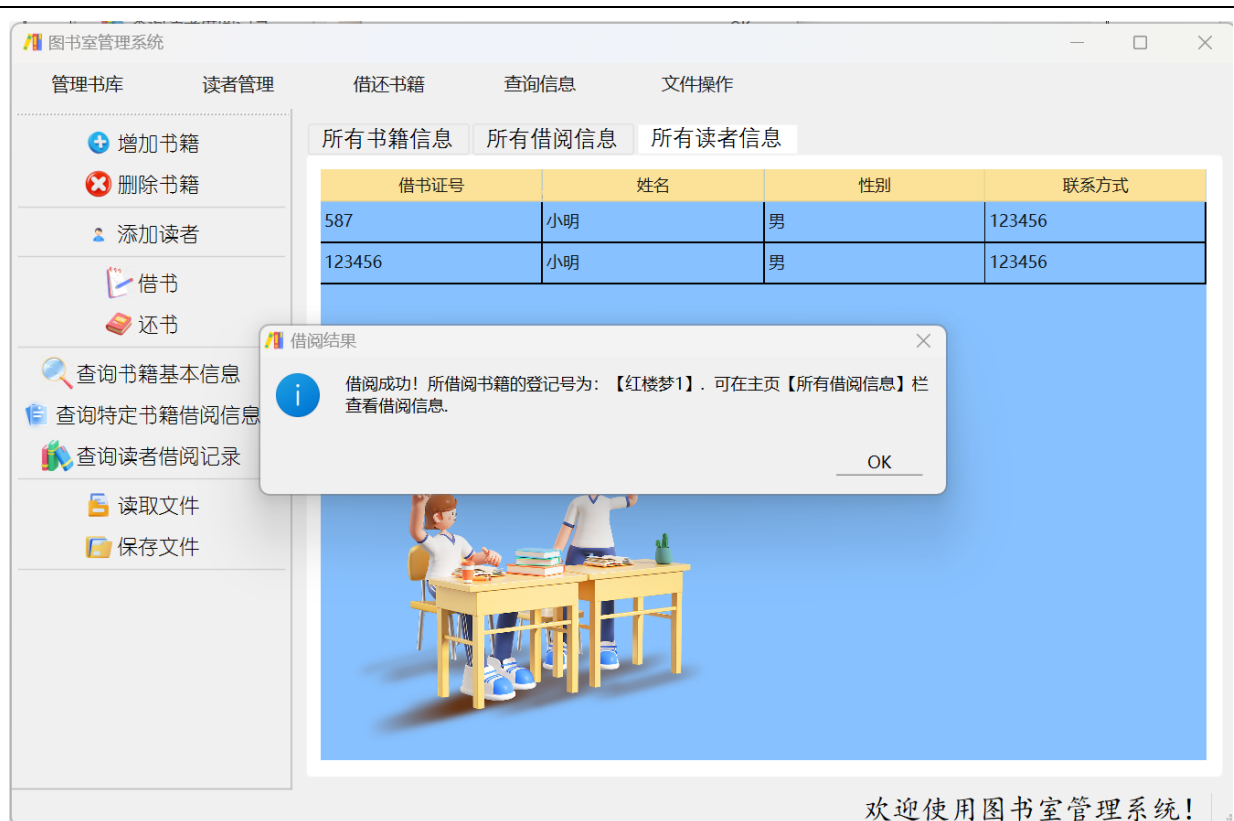 图书室管理系统
管理书库 读者管理 借还书籍 查询信息 文件操作
增加书籍
删除书籍
添加读者
借书
还书
查询书籍基本信息
查询特定书籍借阅信息
查询读者借阅记录
读取文件
保存文件
所有书籍信息 所有借阅信息 所有读者信息
借书证号 姓名 性别 联系方式
587 小明 男 123456
123456 小明 男 123456
借阅结果
借阅成功！所借阅书籍的登记号为：【红楼梦1】. 可在主页【所有借阅信息】栏
查看借阅信息.
OK
欢迎使用图书室管理系统！